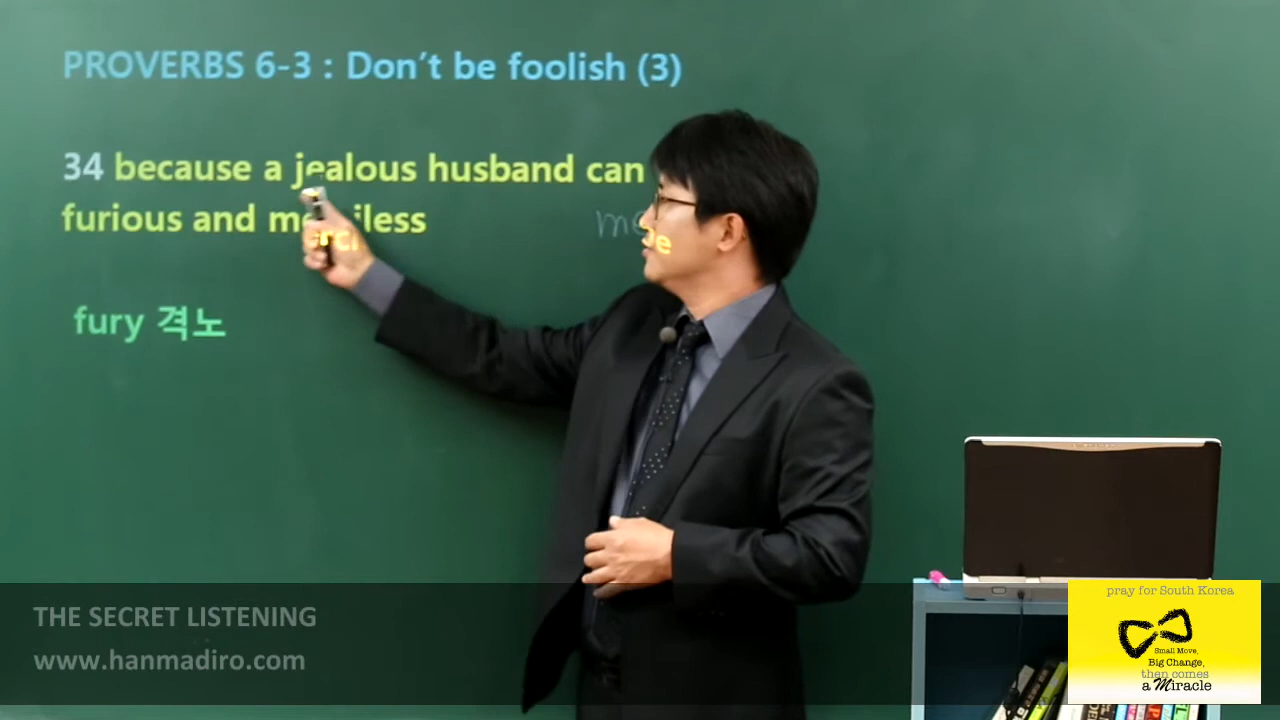 PROVERBS 6-3 : Don't be foolish (3)
34 because a jealous husband can
furious and merciless
fury 격노
THE SECRET LISTENING
www.hanmadiro.com
pray for South Korea
Small Move,
Big Change,
then comes
a Miracle